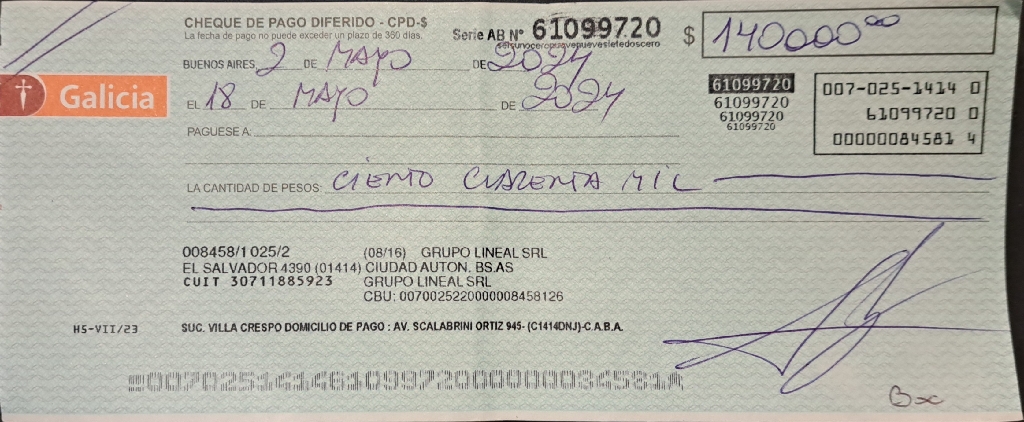 CHEQUE DE PAGO DIFERIDO - CPD-$
La fecha de pago no puede exceder un plazo de 360 días.
Serie AB N° 61099720
seisunoceronuevenuevesietedoscero
$ 140000⁰⁰
BUENOS AIRES, 2 DE MAYO DE 2024
Galicia
EL 18 DE MAYO DE 2024
61099720
61099720
61099720
61099720
007-025-1414 0
61099720 0
00000084581 4
PAGUESE A:
LA CANTIDAD DE PESOS: CIENTO CUARENTA MIL
008458/1 025/2 (08/16) GRUPO LINEAL SRL
EL SALVADOR 4390 (01414) CIUDAD AUTON. BS.AS
CUIT 30711885923 GRUPO LINEAL SRL
CBU: 0070025220000008458126
H5-VII/23 SUC. VILLA CRESPO DOMICILIO DE PAGO : AV. SCALABRINI ORTIZ 945- (C1414DNJ)-C.A.B.A.